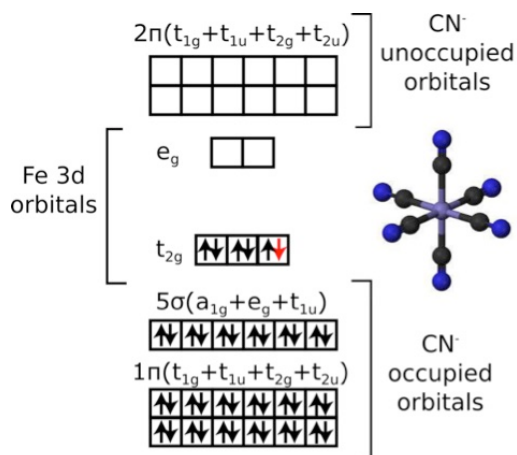 2π(t₁g+t₁u+t₂g+t₂u)
CN⁻
unoccupied
orbitals
eg
Fe 3d
orbitals
t₂g
5σ(a₁g+eg+t₁u)
1π(t₁g+t₁u+t₂g+t₂u)
CN⁻
occupied
orbitals